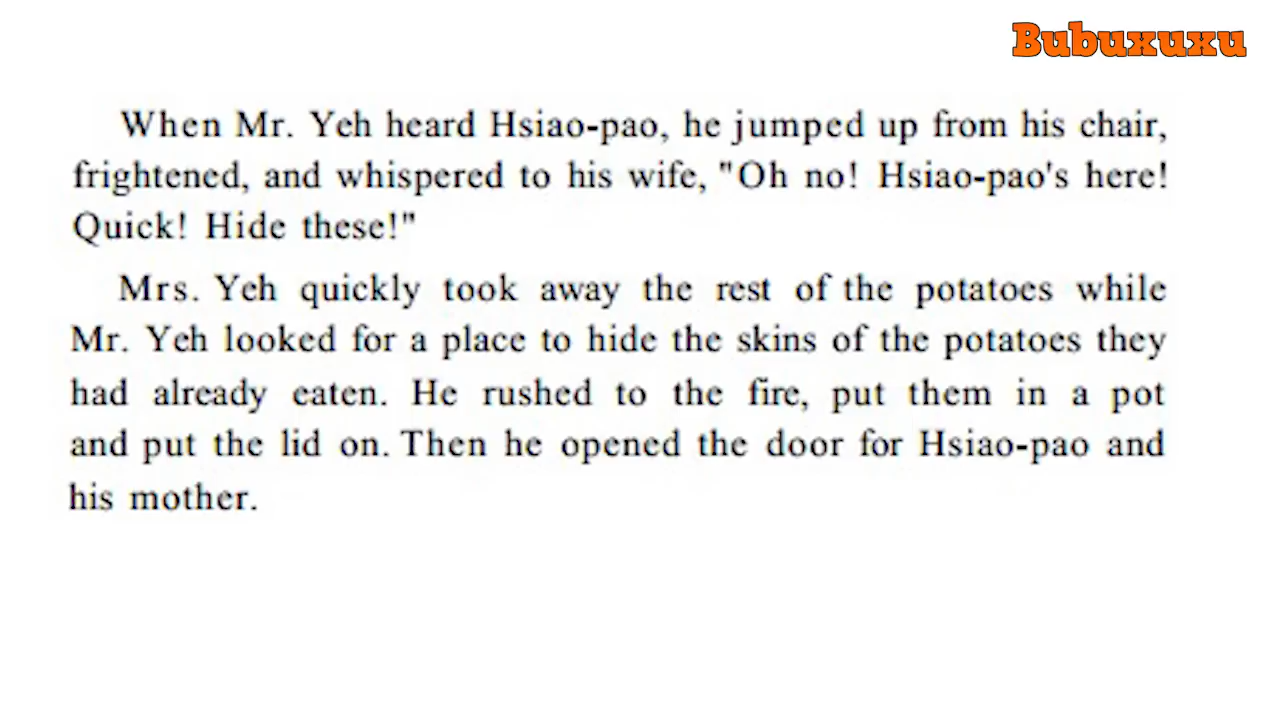 Bubuxuxu
When Mr. Yeh heard Hsiao-pao, he jumped up from his chair,
frightened, and whispered to his wife, "Oh no! Hsiao-pao's here!
Quick! Hide these!"
Mrs. Yeh quickly took away the rest of the potatoes while
Mr. Yeh looked for a place to hide the skins of the potatoes they
had already eaten. He rushed to the fire, put them in a pot
and put the lid on. Then he opened the door for Hsiao-pao and
his mother.